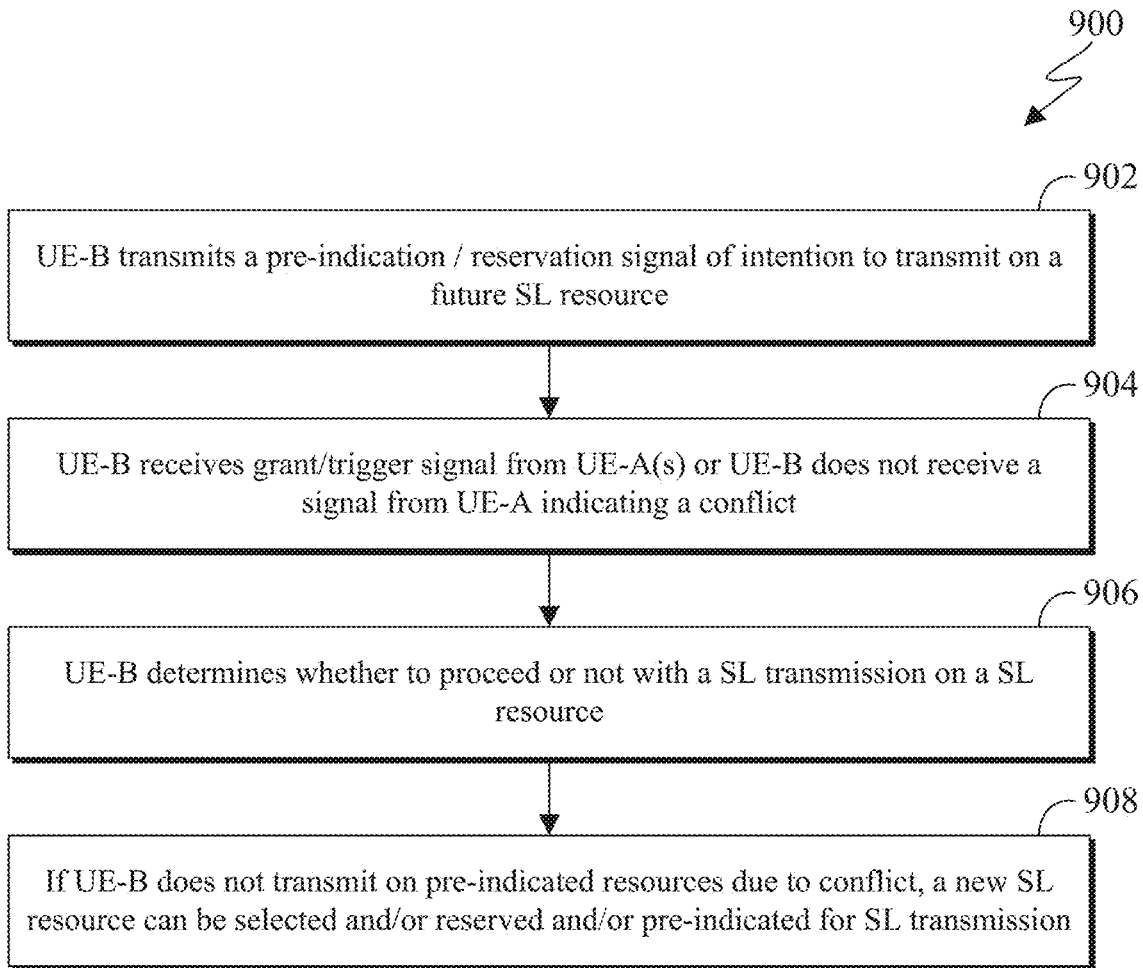 900
902
UE-B transmits a pre-indication / reservation signal of intention to transmit on a
future SL resource
904
UE-B receives grant/trigger signal from UE-A(s) or UE-B does not receive a
signal from UE-A indicating a conflict
906
UE-B determines whether to proceed or not with a SL transmission on a SL
resource
908
If UE-B does not transmit on pre-indicated resources due to conflict, a new SL
resource can be selected and/or reserved and/or pre-indicated for SL transmission